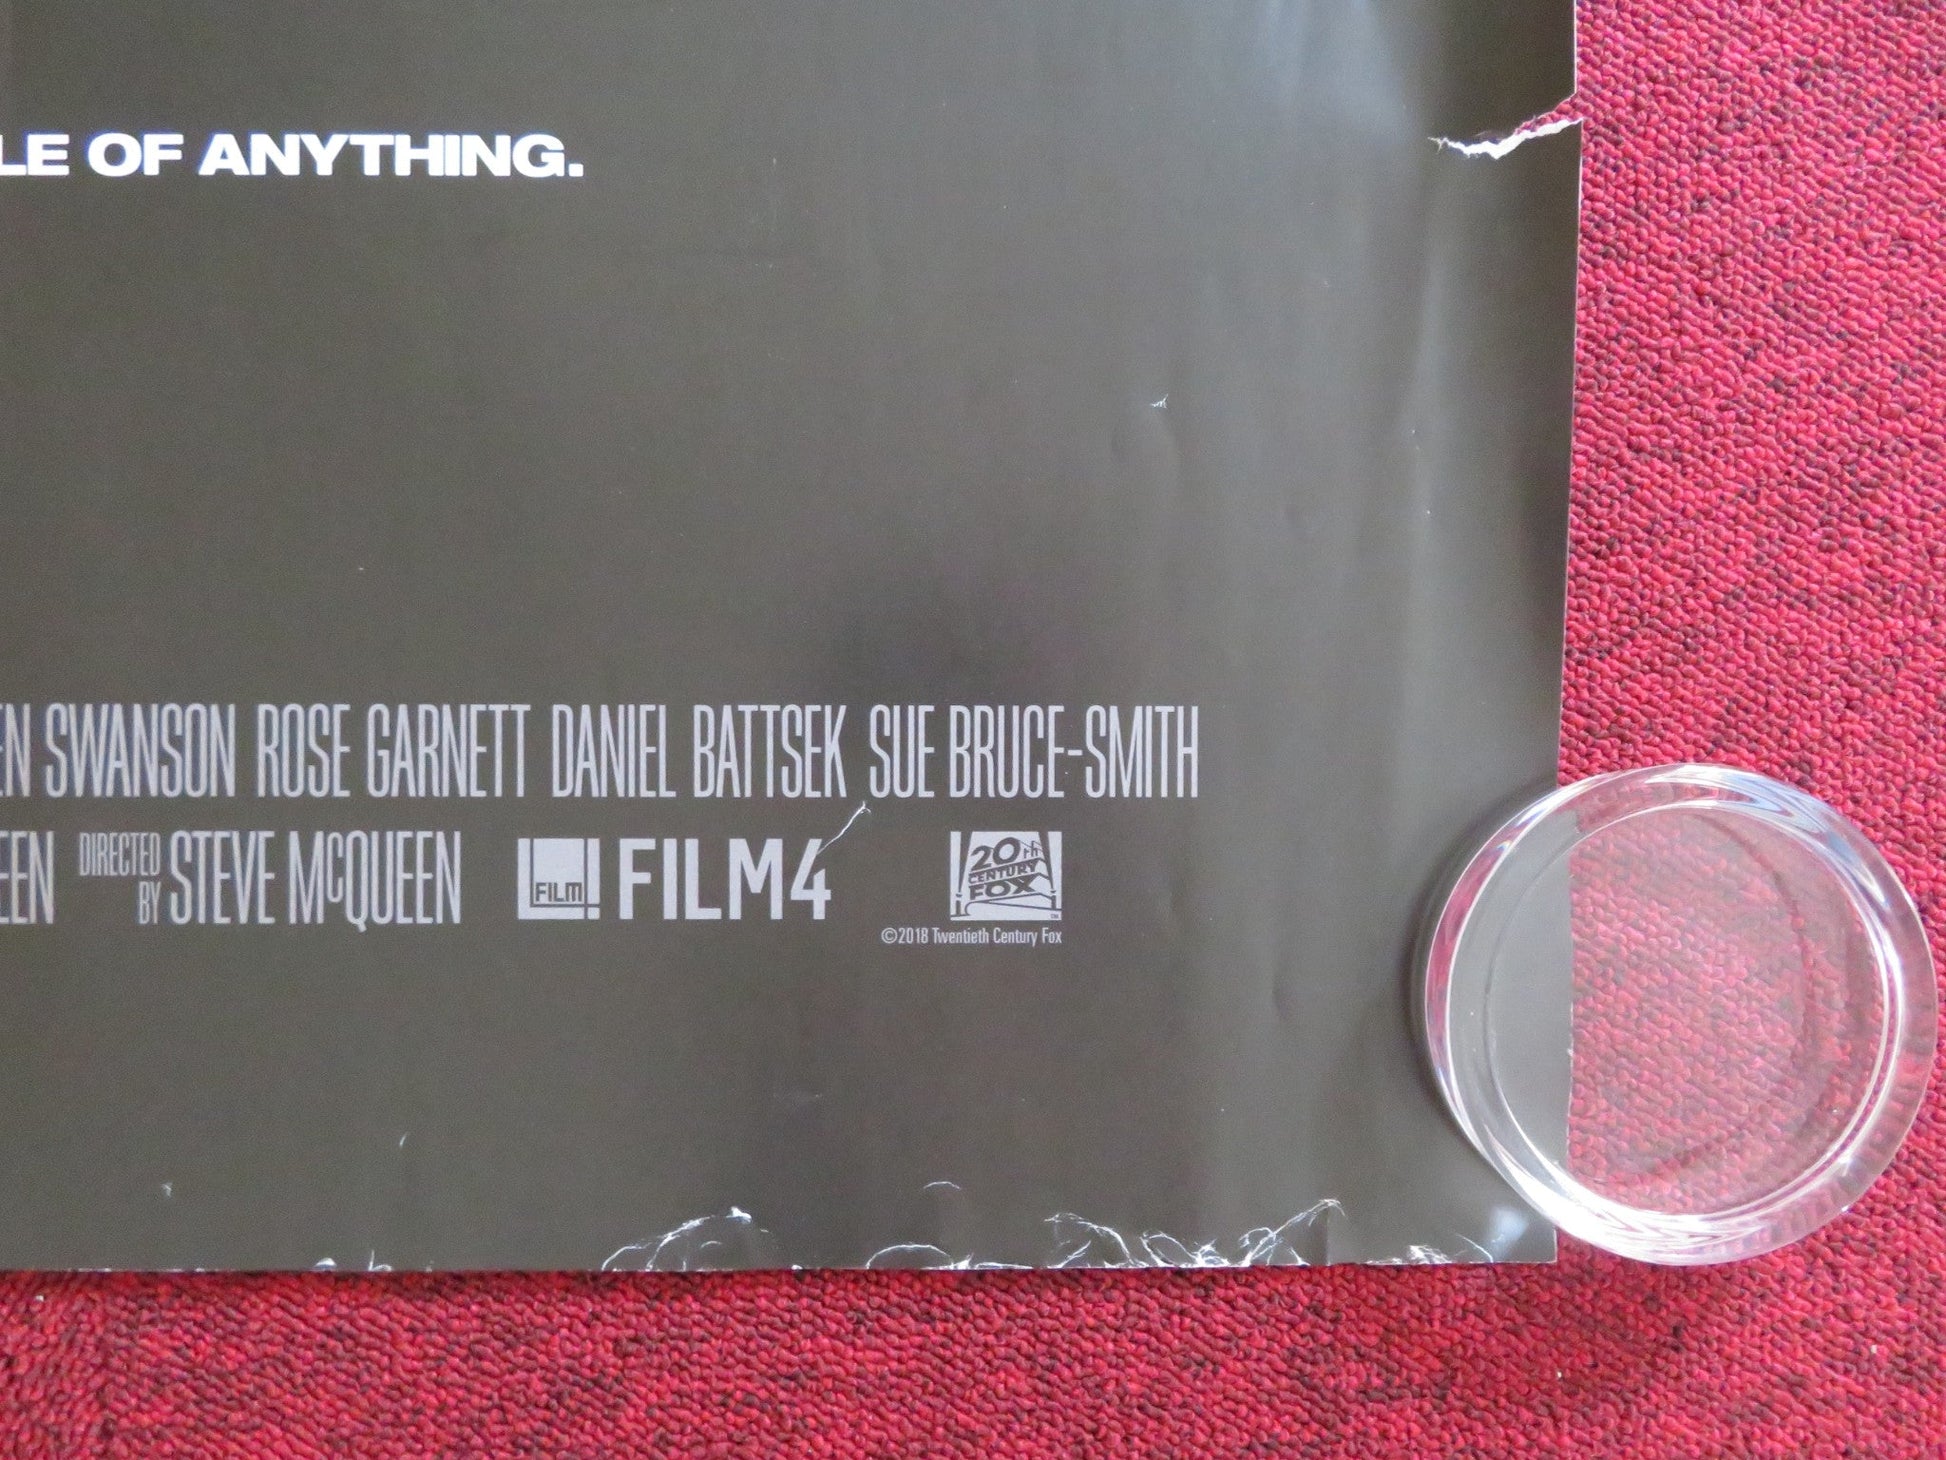 LE OF ANYTHING.
EN SWANSON ROSE GARNETT DANIEL BATTSEK SUE BRUCE-SMITH
EEN DIRECTED BY STEVE McQUEEN FILM FILM4 20TH CENTURY FOX
©2018 Twentieth Century Fox